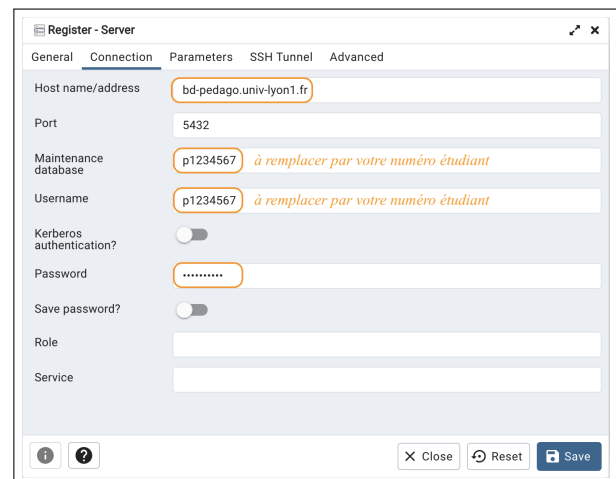 Register - Server
General Connection Parameters SSH Tunnel Advanced
Host name/address bd-pedago.univ-lyon1.fr
Port 5432
Maintenance
database
p1234567 à remplacer par votre numéro étudiant
Username p1234567 à remplacer par votre numéro étudiant
Kerberos
authentication?
Password ••••••••••
Save password?
Role
Service
Close Reset Save